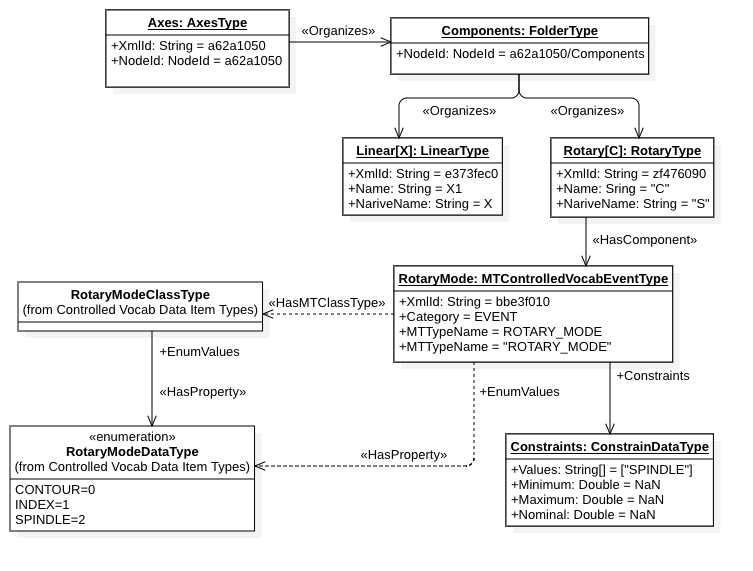 Axes: AxesType
+XmlId: String = a62a1050
+NodeId: NodeId = a62a1050
«Organizes»
Components: FolderType
+NodeId: NodeId = a62a1050/Components
«Organizes»
«Organizes»
Linear[X]: LinearType
+XmlId: String = e373fec0
+Name: String = X1
+NariveName: String = X
Rotary[C]: RotaryType
+XmlId: String = zf476090
+Name: Sring = "C"
+NariveName: String = "S"
«HasComponent»
RotaryMode: MTControlledVocabEventType
+XmlId: String = bbe3f010
+Category = EVENT
+MTTypeName = ROTARY_MODE
+MTTypeName = "ROTARY_MODE"
«HasMTClassType»
RotaryModeClassType
(from Controlled Vocab Data Item Types)
+EnumValues
«HasProperty»
+EnumValues
«HasProperty»
+Constraints
«enumeration»
RotaryModeDataType
(from Controlled Vocab Data Item Types)
CONTOUR=0
INDEX=1
SPINDLE=2
Constraints: ConstrainDataType
+Values: String[] = ["SPINDLE"]
+Minimum: Double = NaN
+Maximum: Double = NaN
+Nominal: Double = NaN